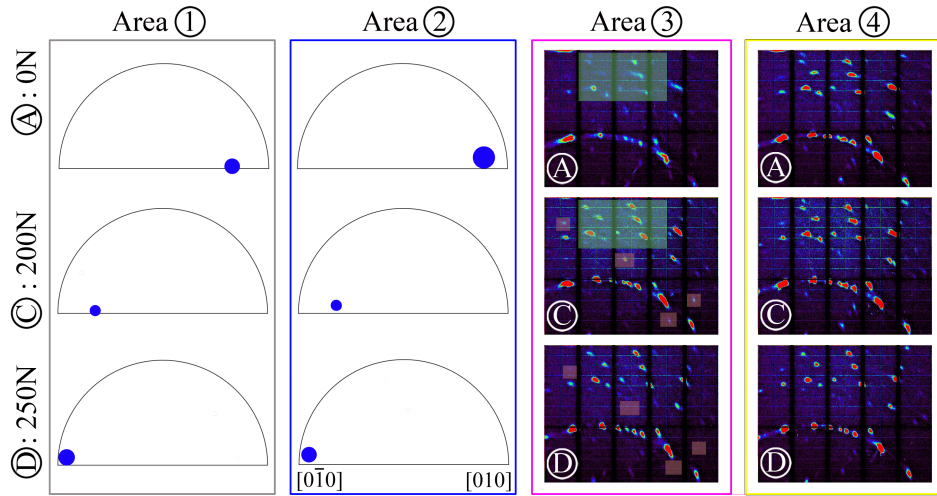 Area ① Area ② Area ③ Area ④
Ⓐ: 0N
Ⓐ Ⓐ
Ⓒ: 200N
Ⓒ Ⓒ
Ⓓ: 250N
Ⓓ Ⓓ
[01̅0] [010]